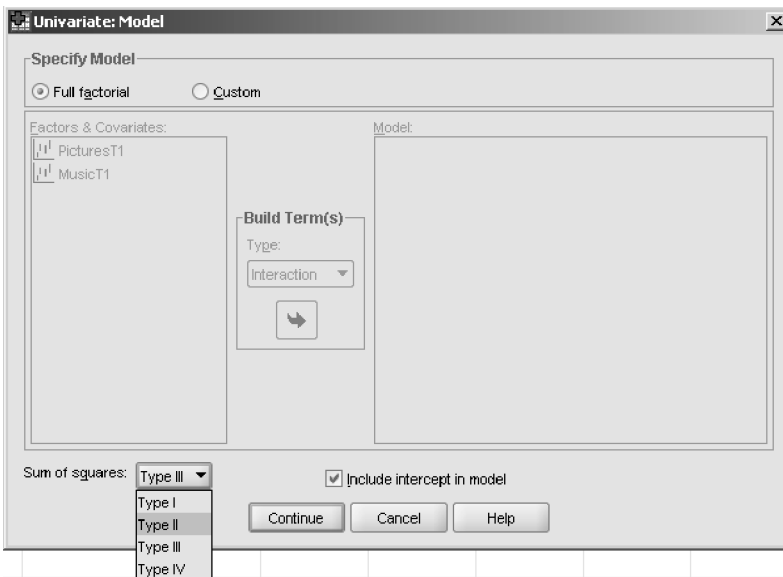 Univariate: Model
Specify Model
Full factorial
Custom
Factors & Covariates:
PicturesT1
MusicT1
Build Term(s)
Type:
Interaction
Model:
Sum of squares:
Type III
Type I
Type II
Type III
Type IV
Include intercept in model
Continue
Cancel
Help